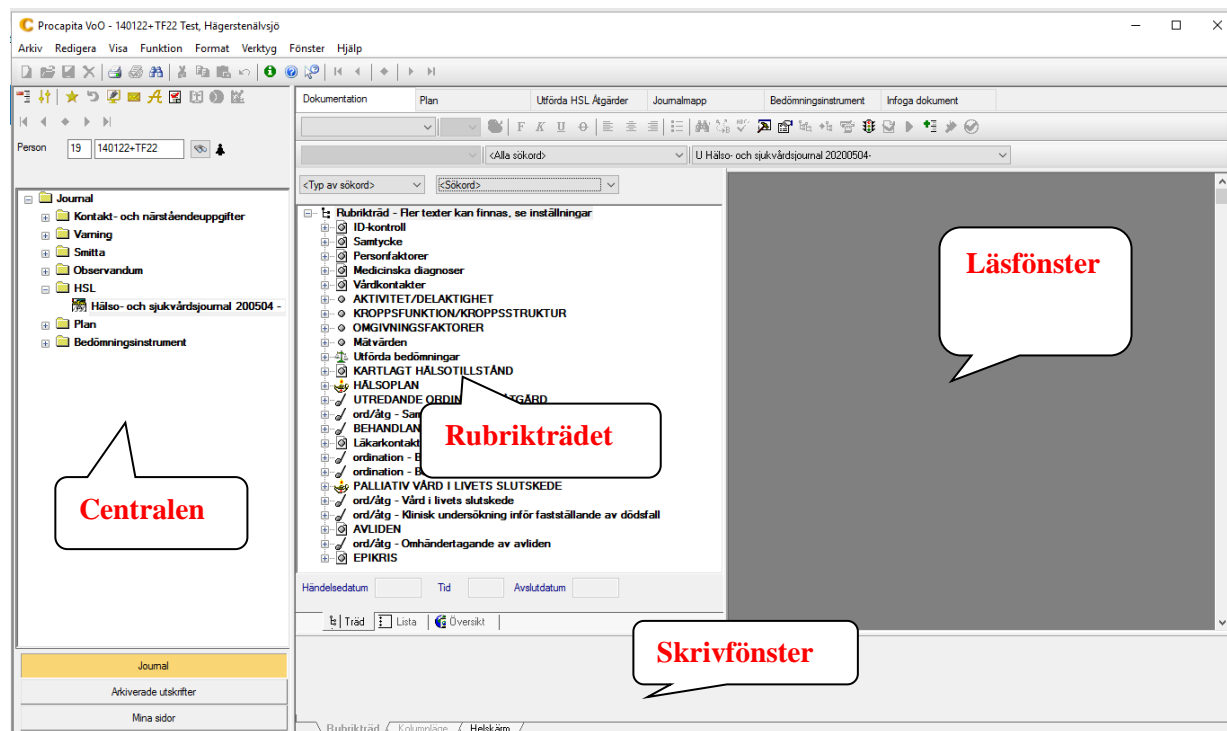 Procapita VoO - 140122+TF22 Test, Hägerstenälvsjö
Arkiv Redigera Visa Funktion Format Verktyg Fönster Hjälp
Person 19 140122+TF22
Journal
Kontakt- och närståendeuppgifter
Varning
Smitta
Observandum
HSL
Hälso- och sjukvårdsjournal 200504 -
Plan
Bedömningsinstrument
Centralen
Journal
Arkiverade utskrifter
Mina sidor
Dokumentation Plan Utförda HSL Åtgärder Journalmapp Bedömningsinstrument Infoga dokument
F K U
<Alla sökord> U Hälso- och sjukvårdsjournal 20200504-
<Typ av sökord> <Sökord>
Rubrikträd - Fler texter kan finnas, se inställningar
ID-kontroll
Samtycke
Personfaktorer
Medicinska diagnoser
Vårdkontakter
AKTIVITET/DELAKTIGHET
KROPPSFUNKTION/KROPPSSTRUKTUR
OMGIVNINGSFAKTORER
Mätvärden
Utförda bedömningar
KARTLAGT HÄLSOTILLSTÅND
HÄLSOPLAN
UTREDANDE
ord/åtg -
Läkarkontakt
ordination -
ordination -
PALLIATIV VÅRD I LIVETS SLUTSKEDE
ord/åtg - Vård i livets slutskede
ord/åtg - Klinisk undersökning inför fastställande av dödsfall
AVLIDEN
ord/åtg - Omhändertagande av avliden
EPIKRIS
Rubrikträdet
Läsfönster
Händelsedatum Tid Avslutdatum
Träd Lista Översikt
Skrivfönster
Rubrikträd Kolumnläge Helskärm